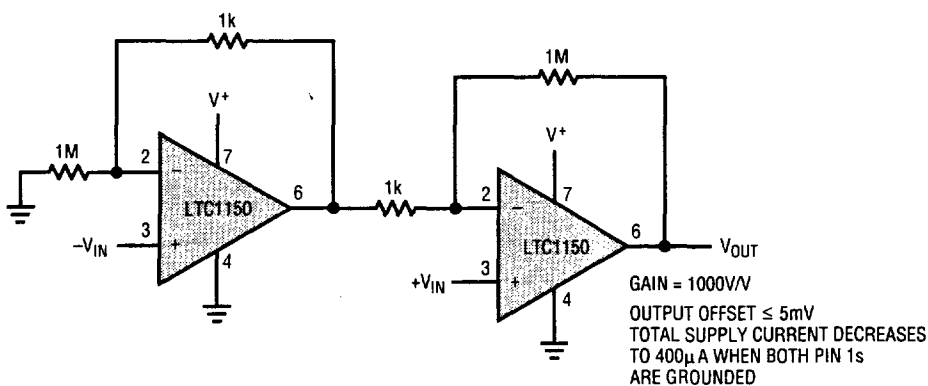 1k
1M
V+
V+
1M
2
7
−
LTC1150
6
1k
2
7
−
−VIN
3
+
4
LTC1150
6
VOUT
+VIN
3
+
4
GAIN = 1000V/V
OUTPUT OFFSET ≤ 5mV
TOTAL SUPPLY CURRENT DECREASES
TO 400µA WHEN BOTH PIN 1s
ARE GROUNDED